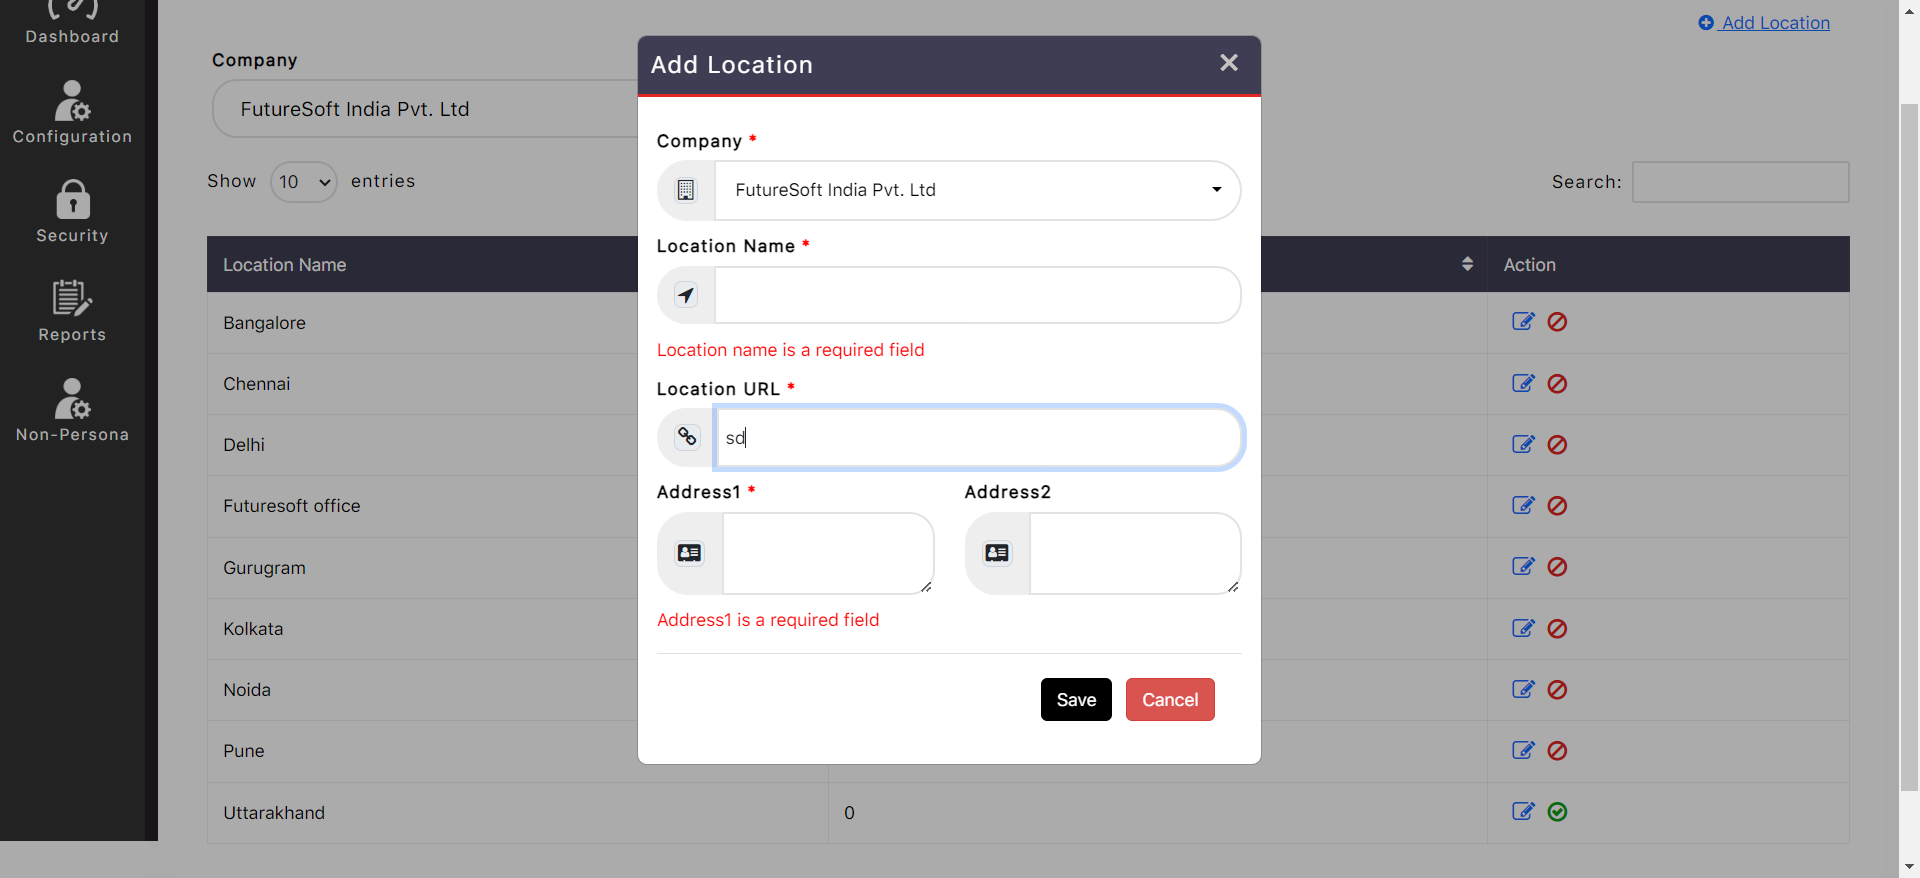 Dashboard
Configuration
Security
Reports
Non-Persona
Add Location
Company
FutureSoft India Pvt. Ltd
Show 10 entries
Search:
Location Name
Action
Bangalore
Chennai
Delhi
Futuresoft office
Gurugram
Kolkata
Noida
Pune
Uttarakhand 0
Add Location
Company *
FutureSoft India Pvt. Ltd
Location Name *
Location name is a required field
Location URL *
sd
Address1 * Address2
Address1 is a required field
Save Cancel